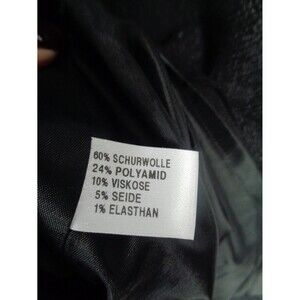 60% SCHURWOLLE
24% POLYAMID
10% VISKOSE
5% SEIDE
1% ELASTHAN